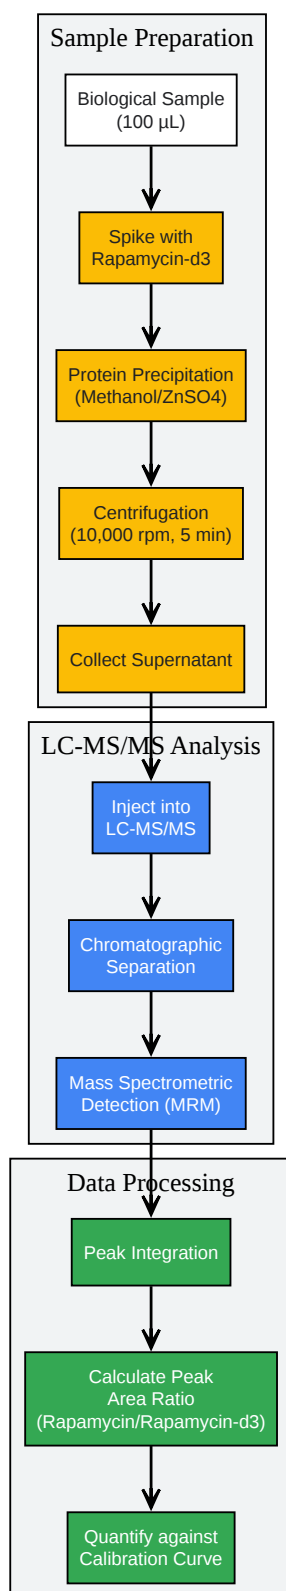 Sample Preparation
Biological Sample
(100 µL)
Spike with
Rapamycin-d3
Protein Precipitation
(Methanol/ZnSO4)
Centrifugation
(10,000 rpm, 5 min)
Collect Supernatant
LC-MS/MS Analysis
Inject into
LC-MS/MS
Chromatographic
Separation
Mass Spectrometric
Detection (MRM)
Data Processing
Peak Integration
Calculate Peak
Area Ratio
(Rapamycin/Rapamycin-d3)
Quantify against
Calibration Curve